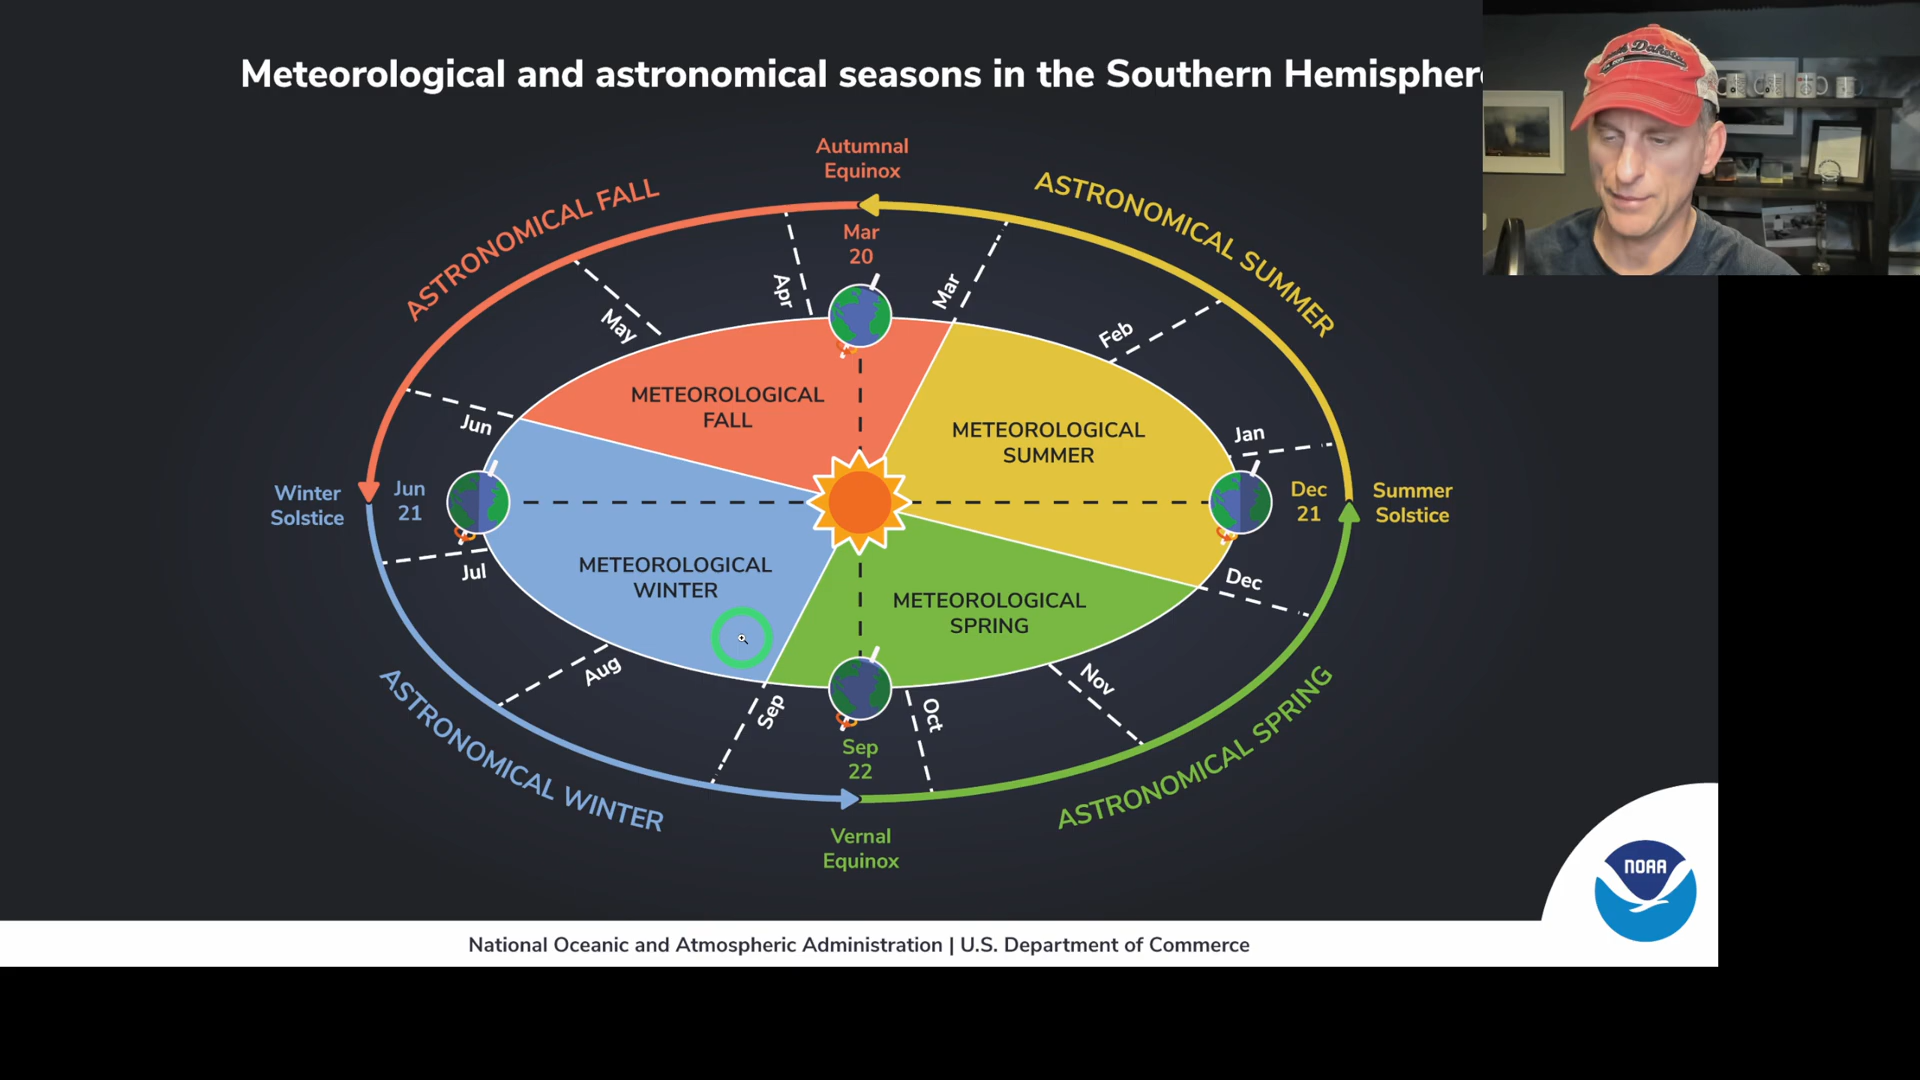 Meteorological and astronomical seasons in the Southern Hemispher
Autumnal
Equinox
ASTRONOMICAL FALL
ASTRONOMICAL SUMMER
Mar
20
Apr
Mar
May
Feb
METEOROLOGICAL
FALL
METEOROLOGICAL
SUMMER
Jun
Jan
Winter
Solstice
Jun
21
Dec
21
Summer
Solstice
Jul
METEOROLOGICAL
WINTER
METEOROLOGICAL
SPRING
Dec
Aug
Sep
Oct
Nov
Sep
22
ASTRONOMICAL WINTER
ASTRONOMICAL SPRING
Vernal
Equinox
NOAA
National Oceanic and Atmospheric Administration | U.S. Department of Commerce